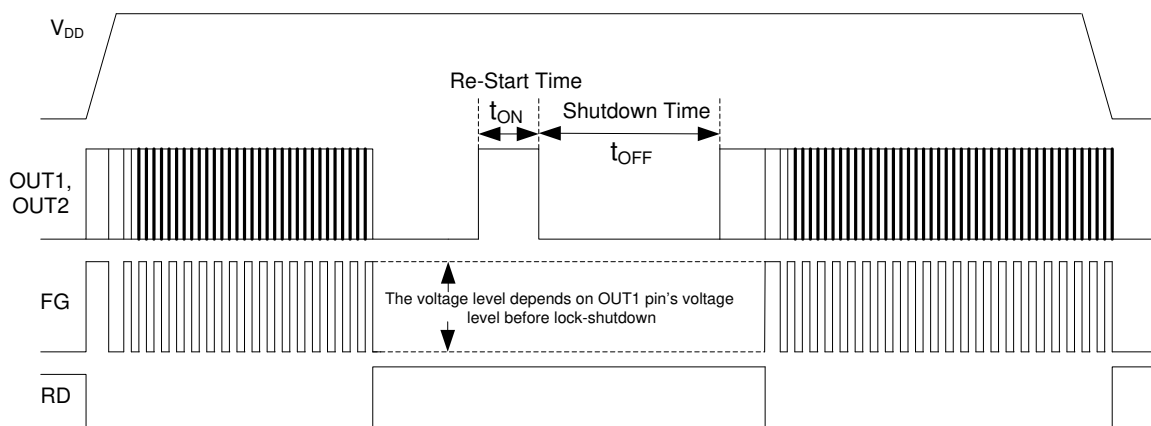 VDD
Re-Start Time
tON
Shutdown Time
tOFF
OUT1,
OUT2
FG
The voltage level depends on OUT1 pin's voltage
level before lock-shutdown
RD